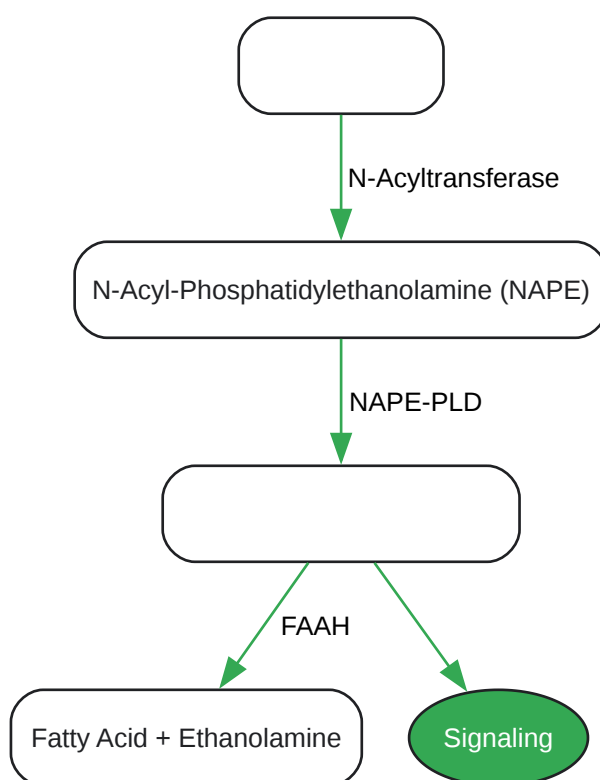 N-Acyltransferase
N-Acyl-Phosphatidylethanolamine (NAPE)
NAPE-PLD
FAAH
Fatty Acid + Ethanolamine
Signaling